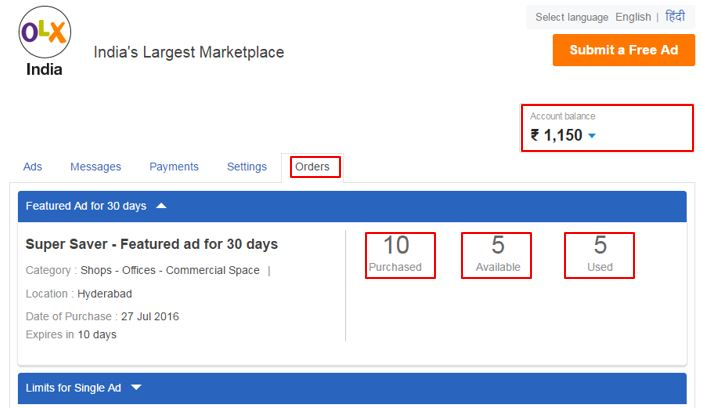 OLX
India
India's Largest Marketplace
Select language English | हिंदी
Submit a Free Ad
Account balance
₹ 1,150
Ads Messages Payments Settings Orders
Featured Ad for 30 days
Super Saver - Featured ad for 30 days
Category : Shops - Offices - Commercial Space |
Location : Hyderabad
Date of Purchase : 27 Jul 2016
Expires in 10 days
10 5 5
Purchased Available Used
Limits for Single Ad